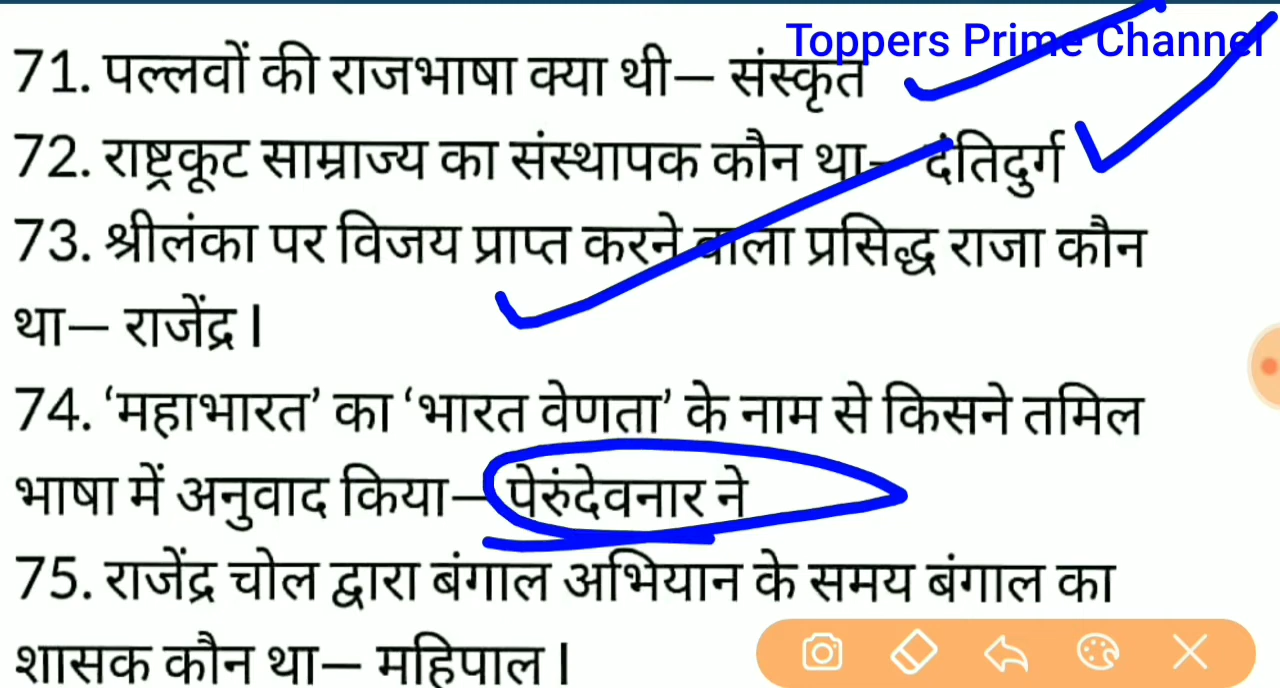 Toppers Prime Channel
71. पल्लवों की राजभाषा क्या थी— संस्कृत
72. राष्ट्रकूट साम्राज्य का संस्थापक कौन था— दंतिदुर्ग
73. श्रीलंका पर विजय प्राप्त करने वाला प्रसिद्ध राजा कौन
था— राजेंद्र I
74. ‘महाभारत’ का ‘भारत वेणता’ के नाम से किसने तमिल
भाषा में अनुवाद किया— पेरुंदेवनार ने
75. राजेंद्र चोल द्वारा बंगाल अभियान के समय बंगाल का
शासक कौन था— महिपाल I